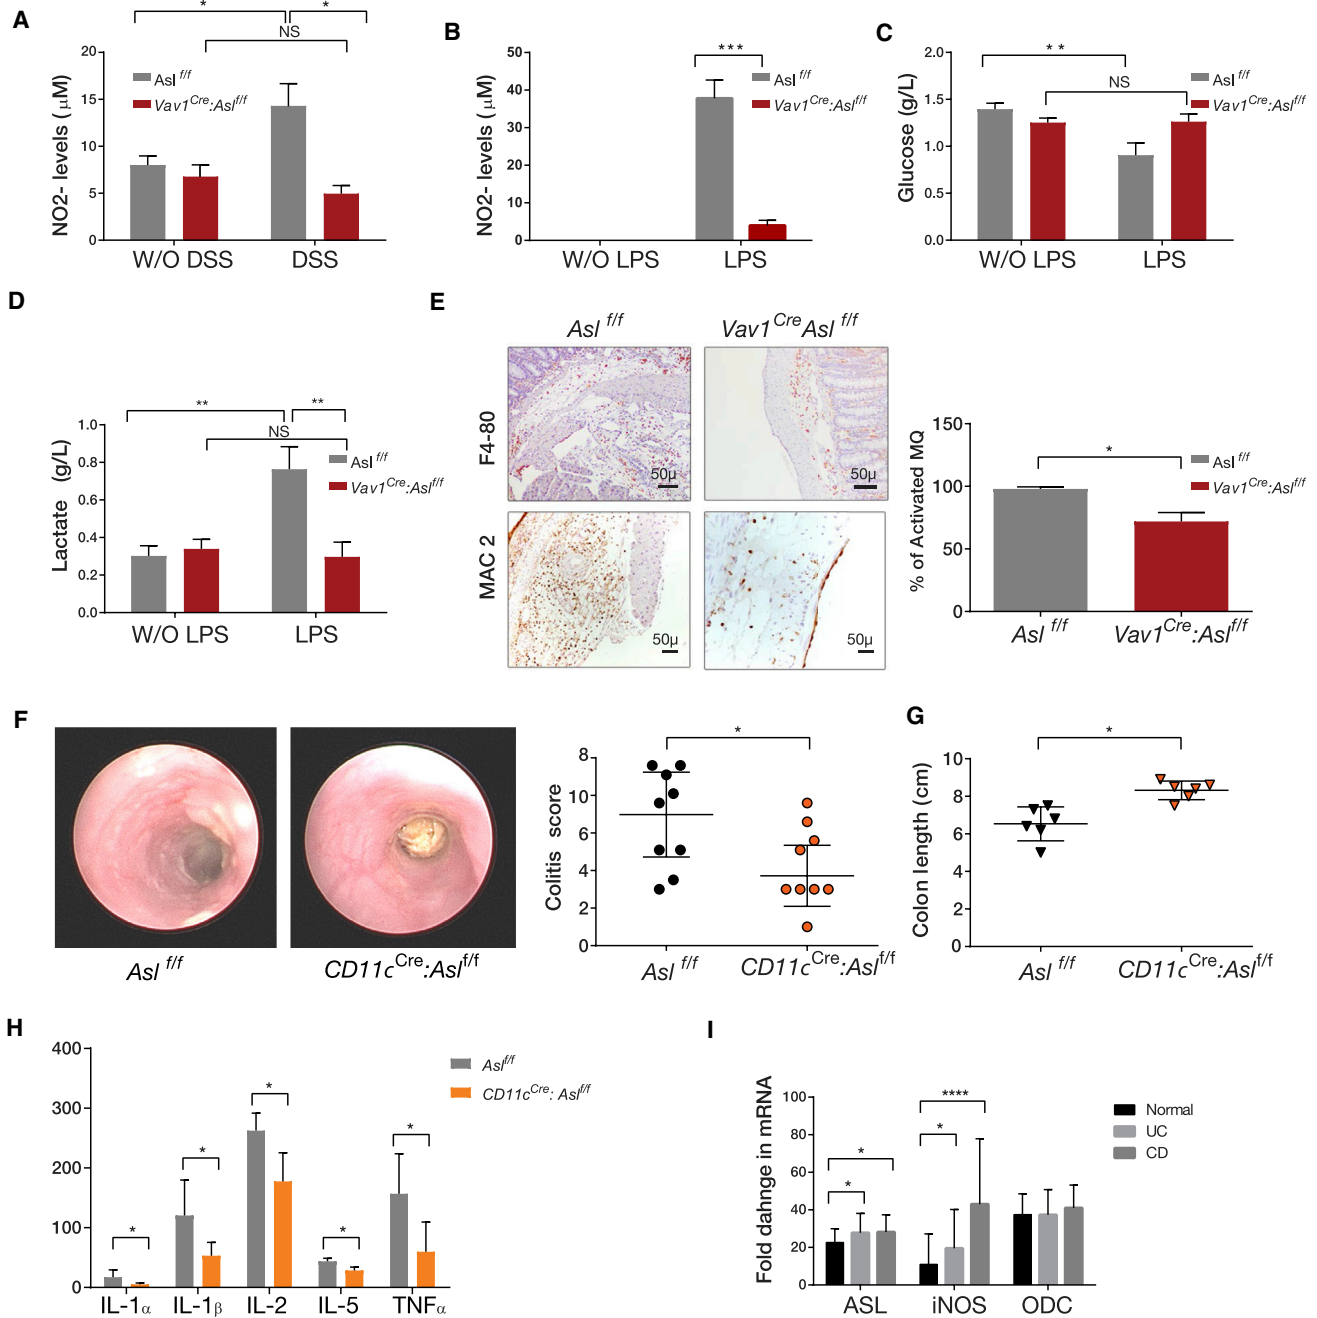 A
*
*
NS
20
15
10
5
0
NO2- levels (μM)
Asl f/f
Vav1Cre:Aslf/f
W/O DSS
DSS
B
***
50
40
30
20
10
0
NO2- levels (μM)
Asl f/f
Vav1Cre:Aslf/f
W/O LPS
LPS
C
**
NS
2.0
1.5
1.0
0.5
0.0
Glucose (g/L)
Asl f/f
Vav1Cre:Aslf/f
W/O LPS
LPS
D
**
**
NS
1.0
0.8
0.6
0.4
0.2
0.0
Lactate (g/L)
Asl f/f
Vav1Cre:Aslf/f
W/O LPS
LPS
E
Asl f/f
Vav1CreAsl f/f
F4-80
50μ
50μ
MAC 2
50μ
50μ
150
100
50
0
% of Activated MQ
*
Asl f/f
Vav1Cre:Aslf/f
Asl f/f
Vav1Cre:Aslf/f
F
Asl f/f
CD11cCre:Aslf/f
*
8
10
6
4
2
0
Colitis score
Asl f/f
CD11cCre:Aslf/f
G
*
10
8
6
4
2
0
Colon length (cm)
Asl f/f
CD11cCre:Aslf/f
H
400
300
200
100
0
*
*
*
*
*
Aslf/f
CD11cCre: Aslf/f
IL-1α
IL-1β
IL-2
IL-5
TNFα
I
100
80
60
40
20
0
Fold dahnge in mRNA
*
*
****
*
Normal
UC
CD
ASL
iNOS
ODC